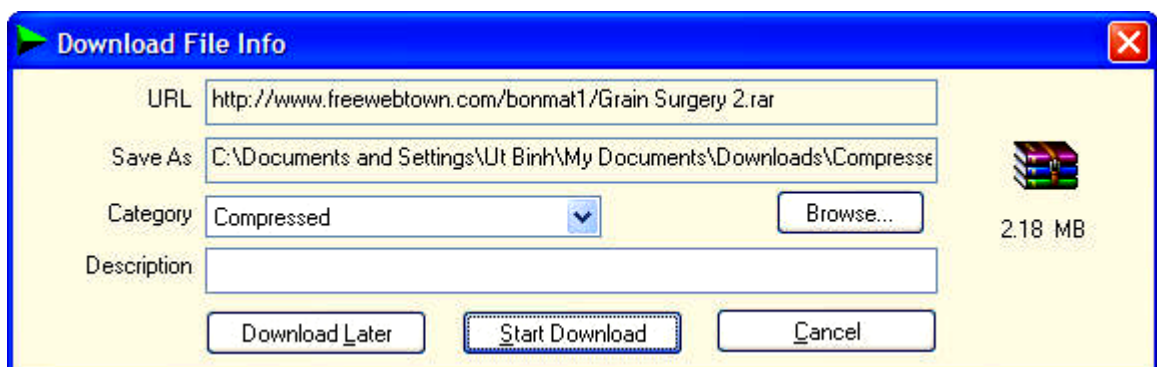 Download File Info
URL http://www.freewebtown.com/bonmat1/Grain Surgery 2.rar
Save As C:\Documents and Settings\Ut Binh\My Documents\Downloads\Compresse
Category Compressed Browse...
2.18 MB
Description
Download Later Start Download Cancel